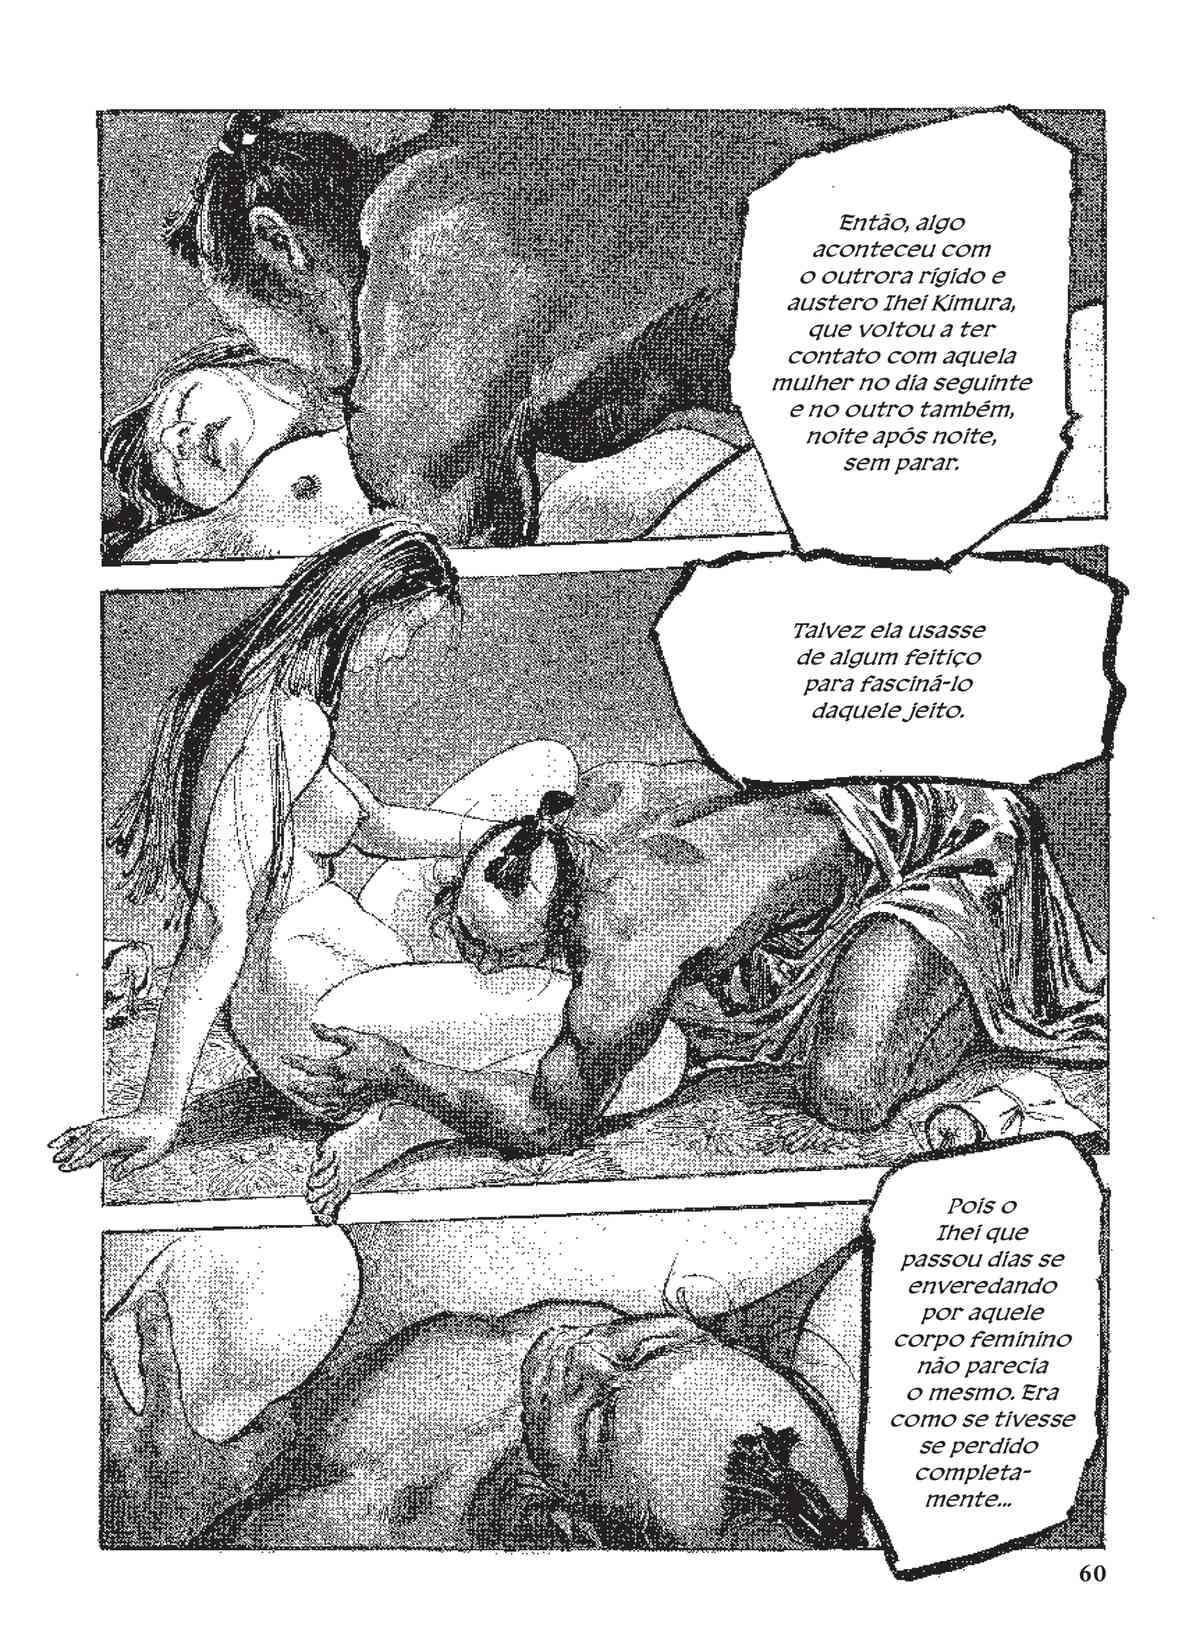 Então, algo
aconteceu com
o outrora rígido e
austero Ihei Kimura,
que voltou a ter
contato com aquela
mulher no dia seguinte
e no outro também,
noite após noite,
sem parar.
Talvez ela usasse
de algum feitiço
para fasciná-lo
daquele jeito.
Pois o
Ihei que
passou dias se
enveredando
por aquele
corpo feminino
não parecia
o mesmo. Era
como se tivesse
se perdido
completa-
mente...
60